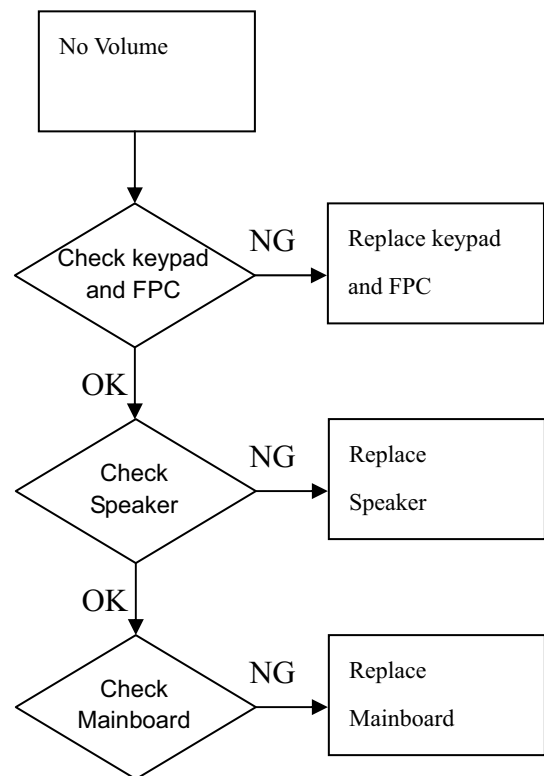 No Volume
Check keypad
and FPC
NG
Replace keypad
and FPC
OK
Check
Speaker
NG
Replace
Speaker
OK
Check
Mainboard
NG
Replace
Mainboard